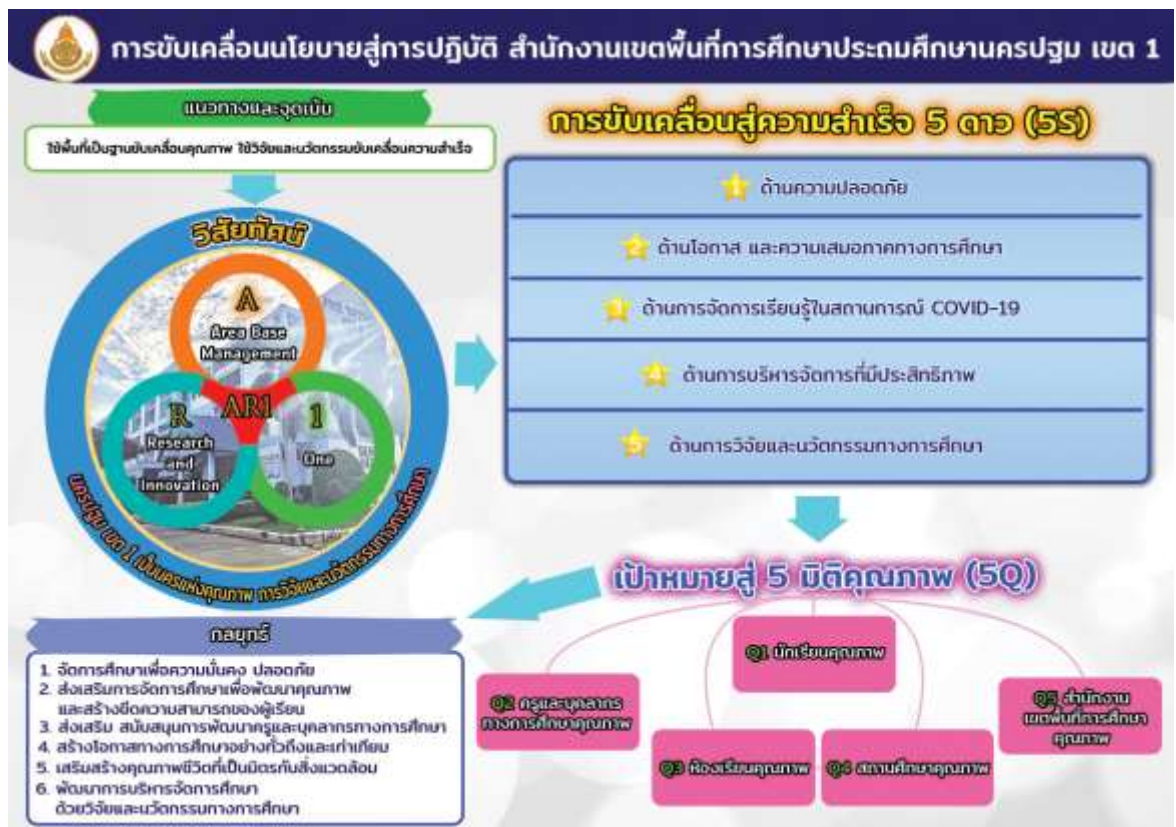 การขับเคลื่อนนโยบายสู่การปฏิบัติ สำนักงานเขตพื้นที่การศึกษาประถมศึกษานครปฐม เขต 1
แนวทางและจุดเน้น
ใช้พื้นที่เป็นฐานขับเคลื่อนคุณภาพ ใช้วิจัยและนวัตกรรมขับเคลื่อนความสำเร็จ
วิสัยทัศน์
A
Area Base
Management
AR1
R
Research
and
Innovation
1
One
นครปฐม เขต 1 เป็นนครแห่งคุณภาพ การวิจัยและนวัตกรรมทางการศึกษา
การขับเคลื่อนสู่ความสำเร็จ 5 ดาว (5S)
1 ด้านความปลอดภัย
2 ด้านโอกาส และความเสมอภาคทางการศึกษา
3 ด้านการจัดการเรียนรู้ในสถานการณ์ COVID-19
4 ด้านการบริหารจัดการที่มีประสิทธิภาพ
5 ด้านการวิจัยและนวัตกรรมทางการศึกษา
เป้าหมายสู่ 5 มิติคุณภาพ (5Q)
Q1 นักเรียนคุณภาพ
Q2 ครูและบุคลากร
ทางการศึกษาคุณภาพ
Q3 ห้องเรียนคุณภาพ
Q4 สถานศึกษาคุณภาพ
Q5 สำนักงาน
เขตพื้นที่การศึกษา
คุณภาพ
กลยุทธ์
1. จัดการศึกษาเพื่อความมั่นคง ปลอดภัย
2. ส่งเสริมการจัดการศึกษาเพื่อพัฒนาคุณภาพ
และสร้างขีดความสามารถของผู้เรียน
3. ส่งเสริม สนับสนุนการพัฒนาครูและบุคลากรทางการศึกษา
4. สร้างโอกาสทางการศึกษาอย่างทั่วถึงและเท่าเทียม
5. เสริมสร้างคุณภาพชีวิตที่เป็นมิตรกับสิ่งแวดล้อม
6. พัฒนาการบริหารจัดการศึกษา
ด้วยวิจัยและนวัตกรรมทางการศึกษา